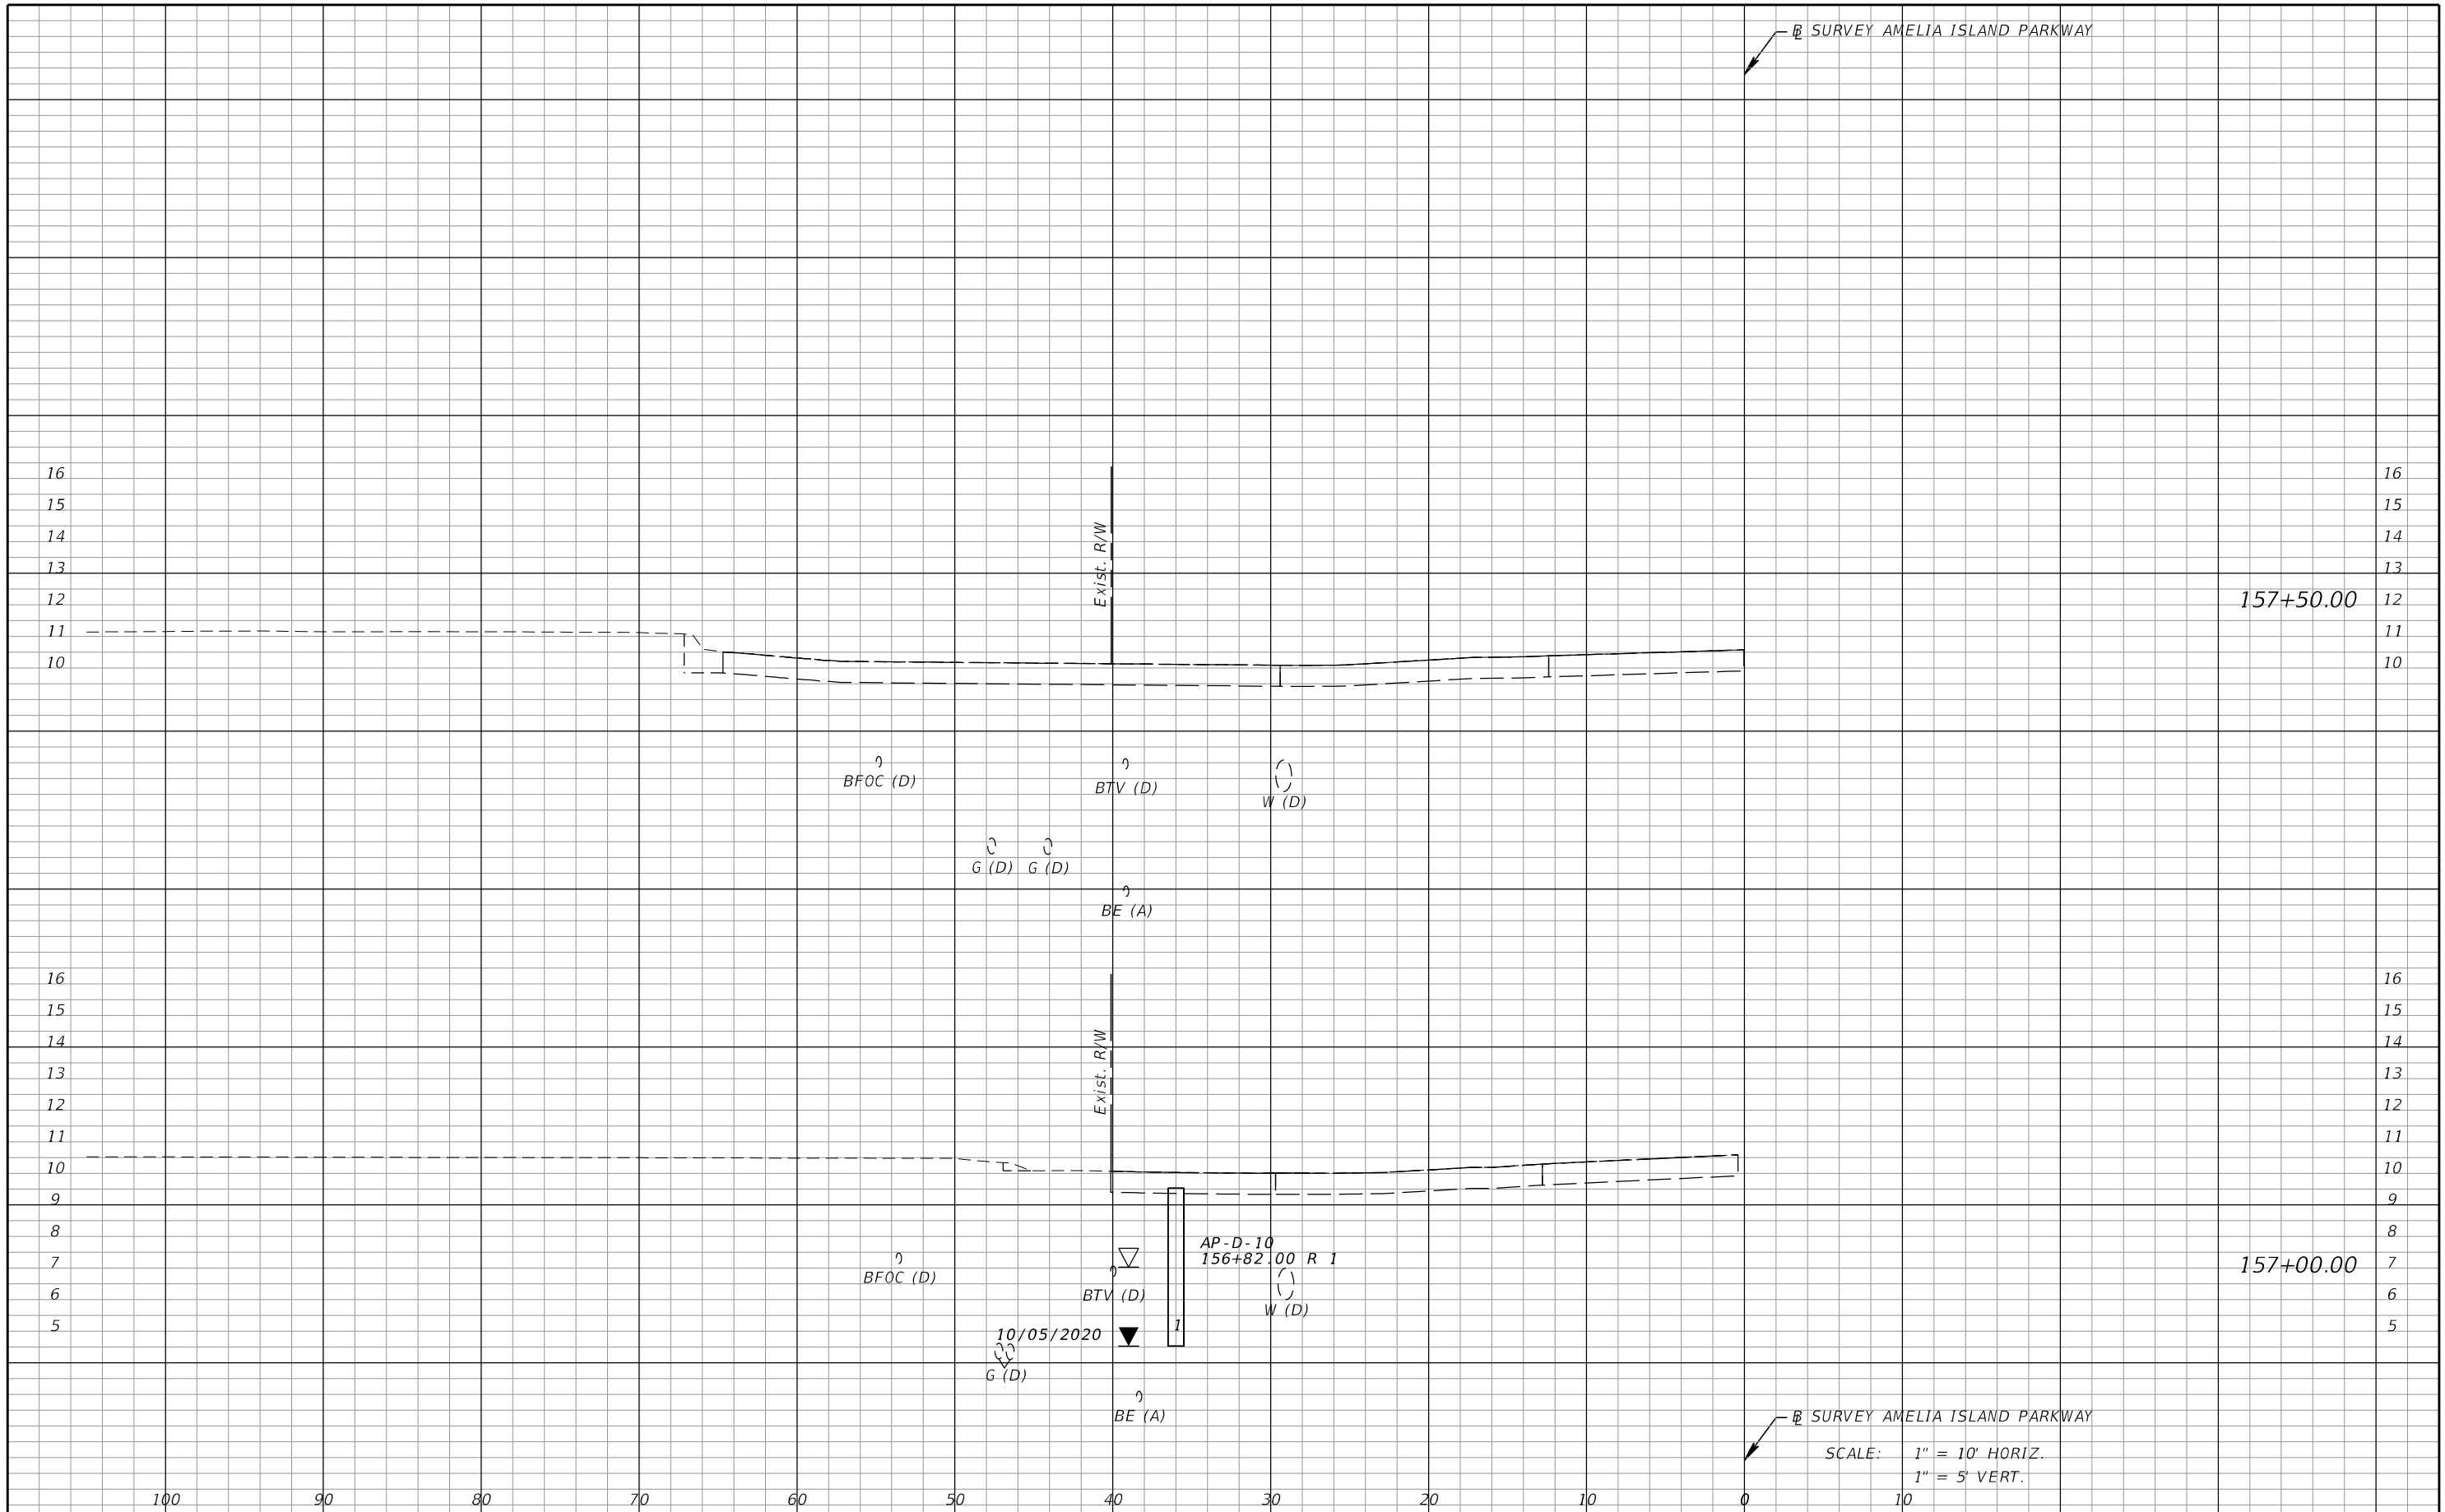 ℄ SURVEY AMELIA ISLAND PARKWAY
16 16
15 15
14 14
Exist. R/W
13 13
12 157+50.00 12
11 11
10 10
BFOC (D) BTV (D) W (D)
G (D) G (D)
BE (A)
16 16
15 15
14 14
Exist. R/W
13 13
12 12
11 11
10 10
9 9
8 8
AP-D-10
156+82.00 R 1
7 157+00.00 7
BFOC (D)
6 BTV (D) 6
W (D)
5 1 5
10/05/2020
G (D)
BE (A)
℄ SURVEY AMELIA ISLAND PARKWAY
SCALE: 1" = 10' HORIZ.
1" = 5' VERT.
100 90 80 70 60 50 40 30 20 10 0 10